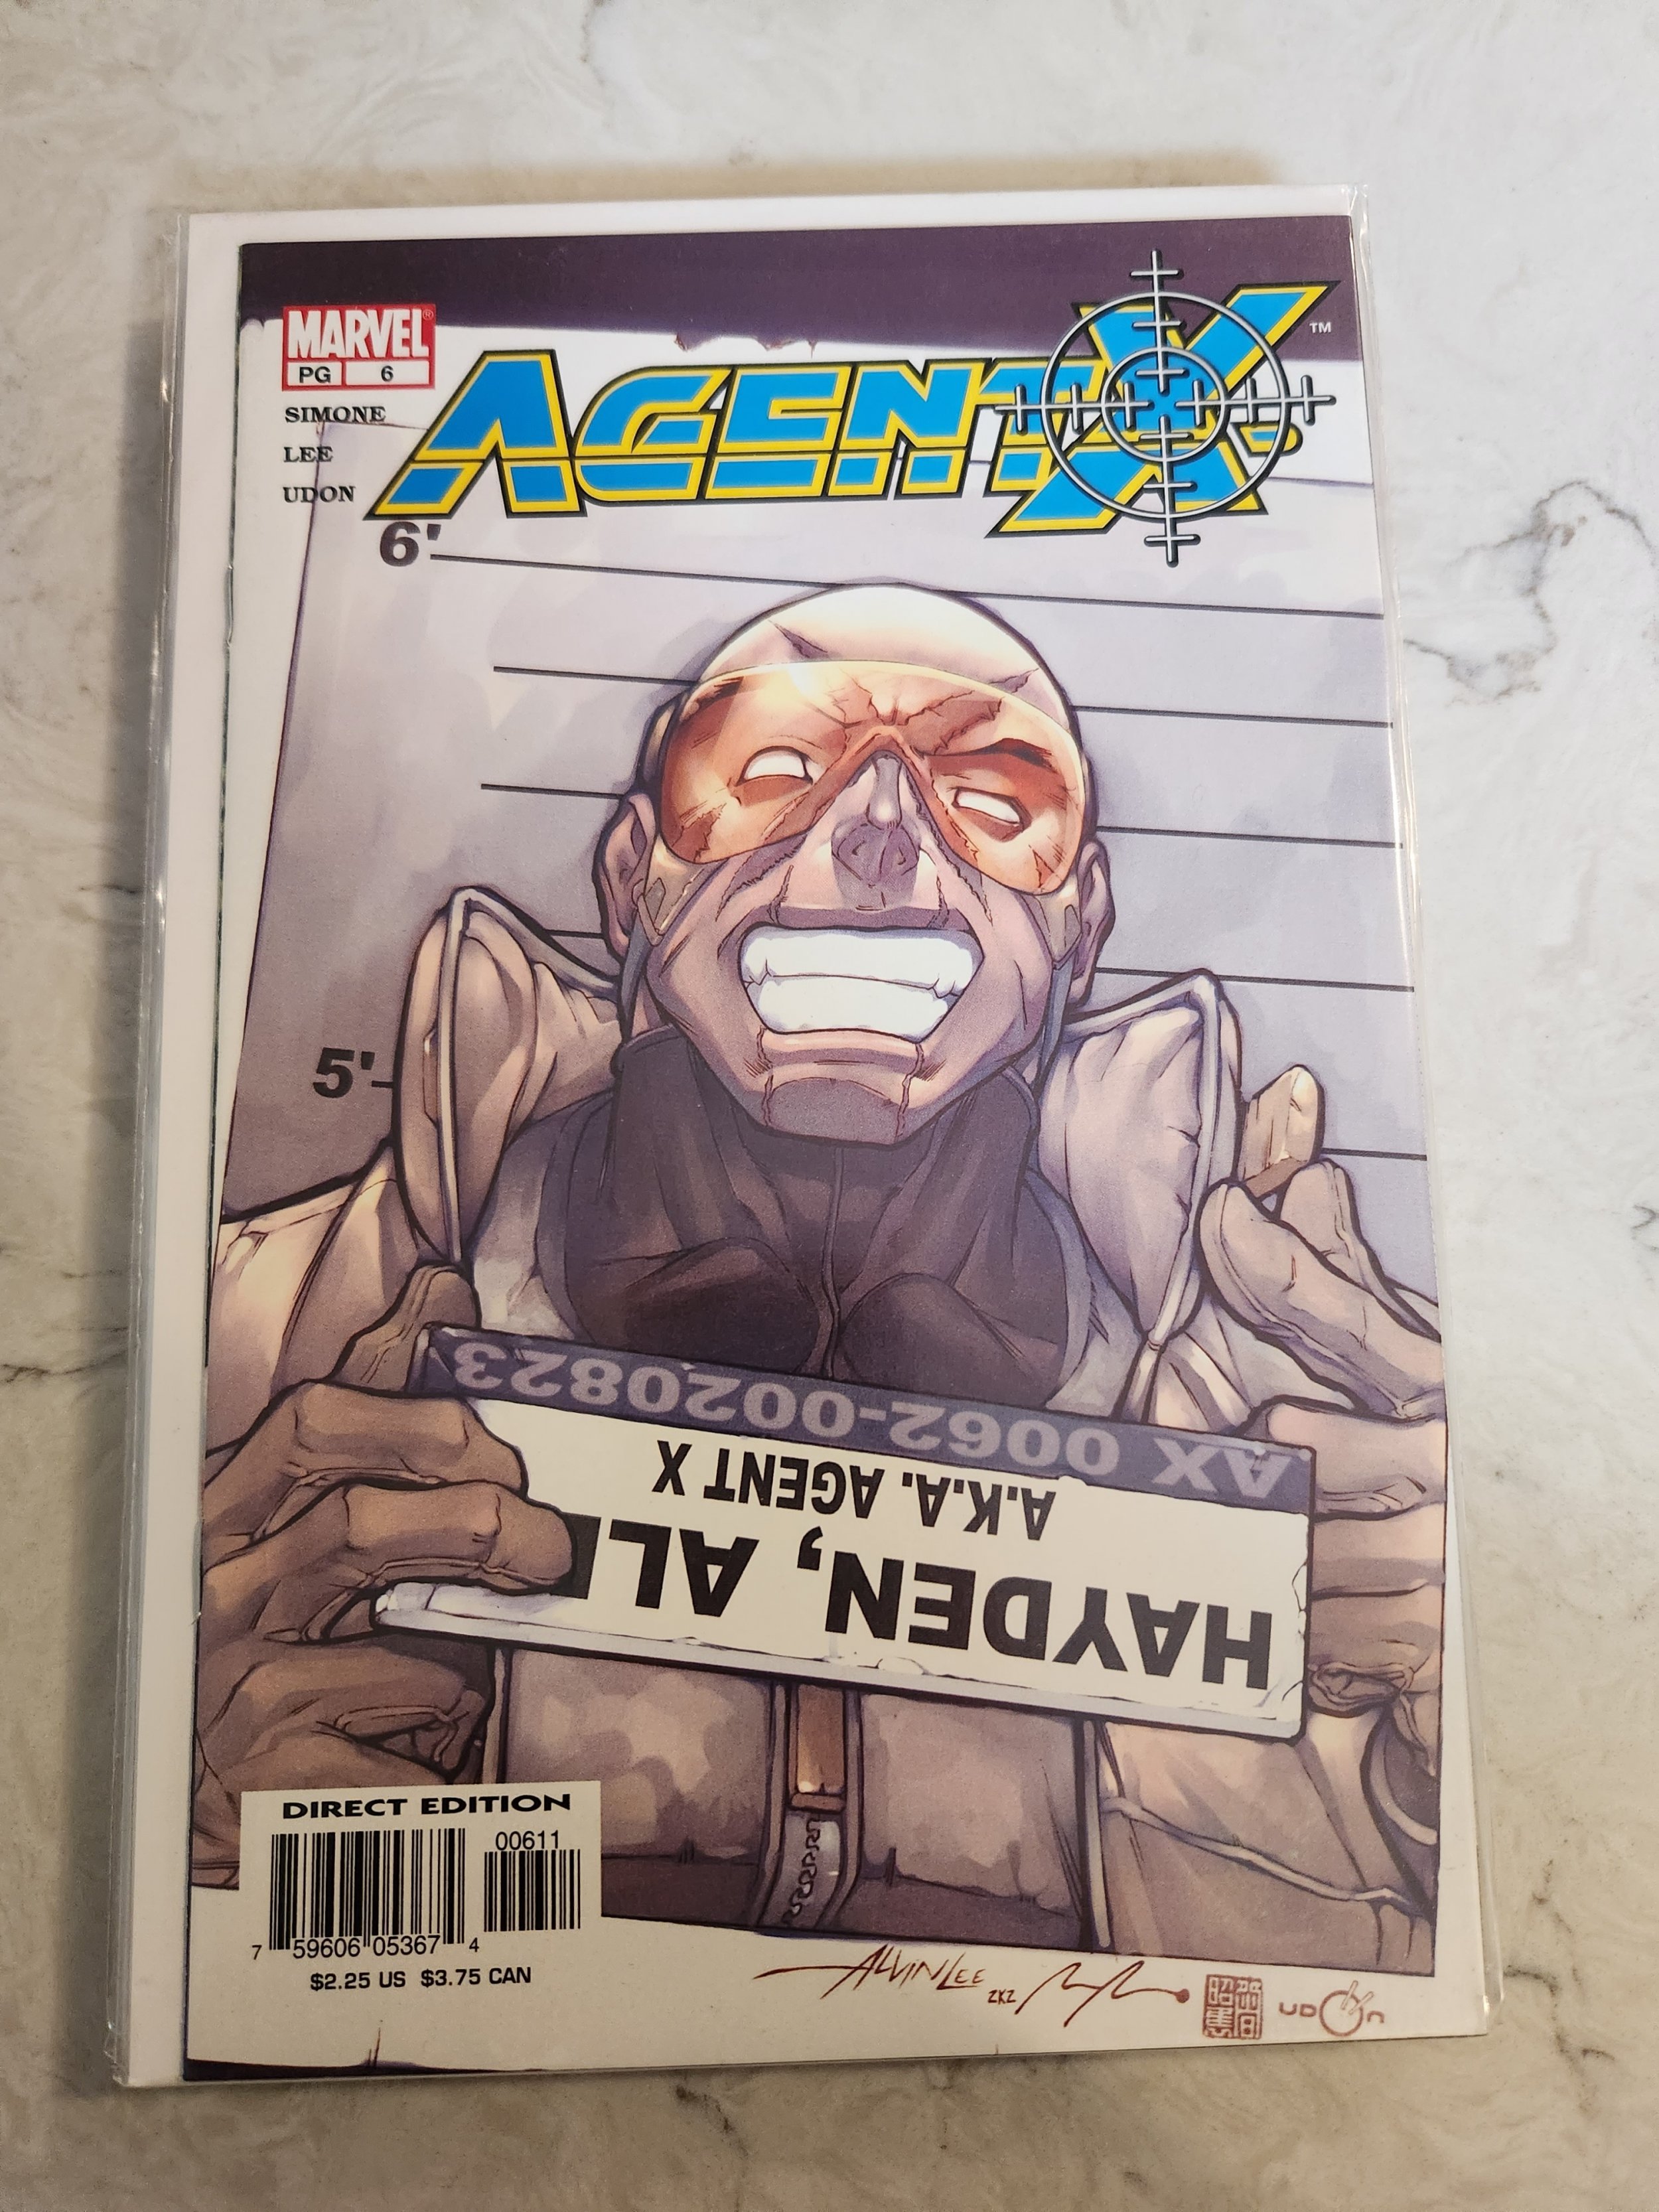 MARVEL®
PG 6
AGENT X ™
SIMONE
LEE
UDON
6'
5'
AX 0062-0020823
A.K.A. AGENT X
HAYDEN, AL
DIRECT EDITION
00611
7 59606 05367 4
$2.25 US $3.75 CAN
ALVIN LEE
2K2
UDON